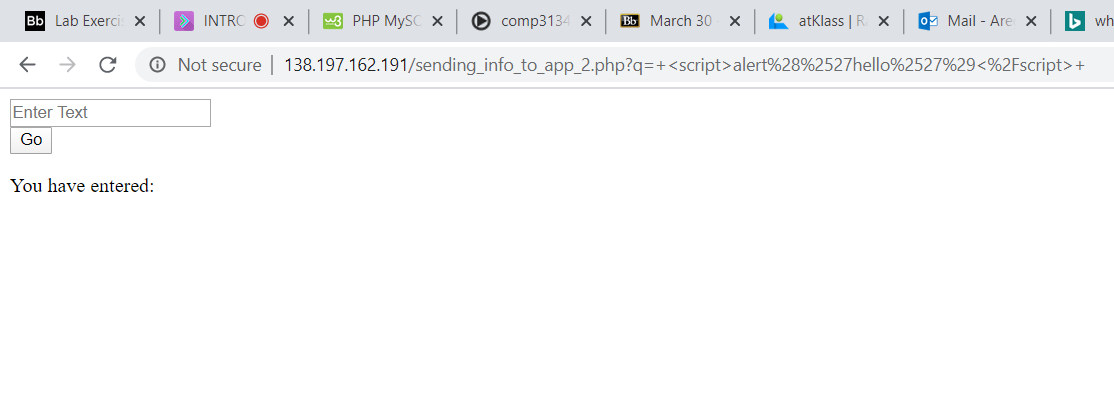 Bb Lab Exerci INTRO w3 PHP MySC comp3134 Bb March 30 - atKlass | R Mail - Are wh
Not secure | 138.197.162.191/sending_info_to_app_2.php?q=+<script>alert%28%2527hello%2527%29<%2Fscript>+
Enter Text
Go
You have entered: